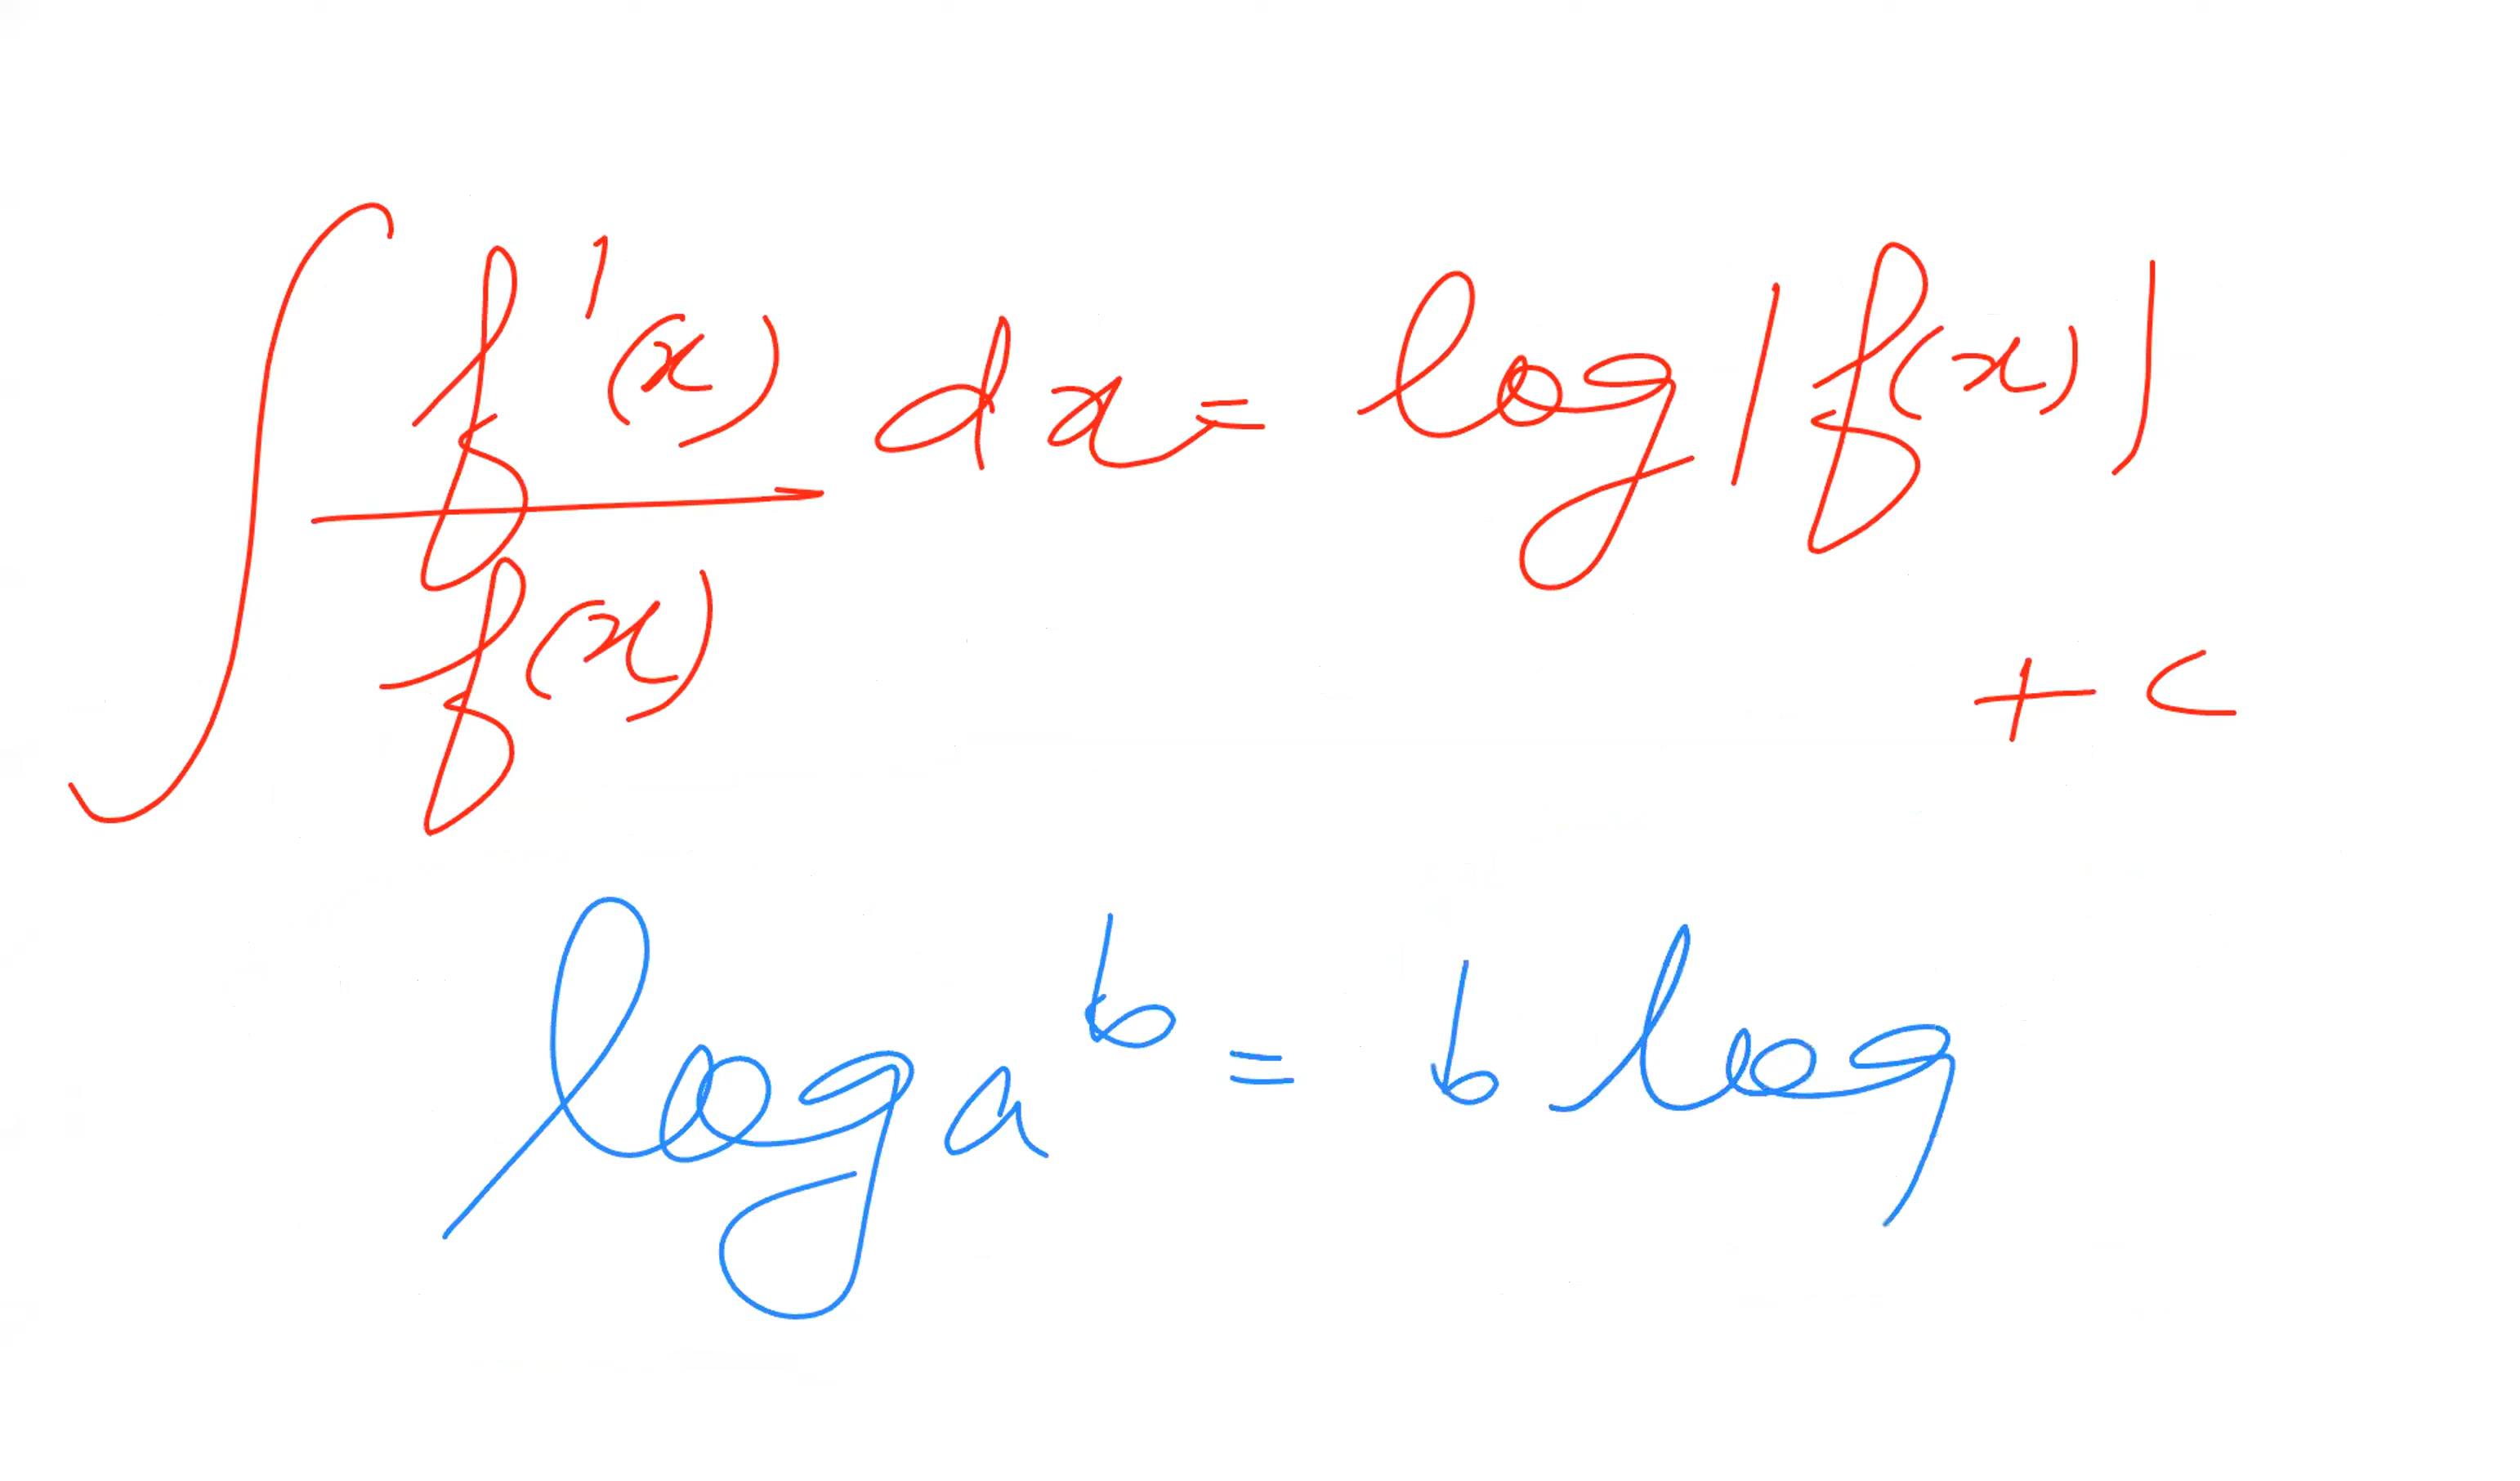 ∫ f'(x) / f(x) dx = log |f(x)|
+ c
log a^b = b log